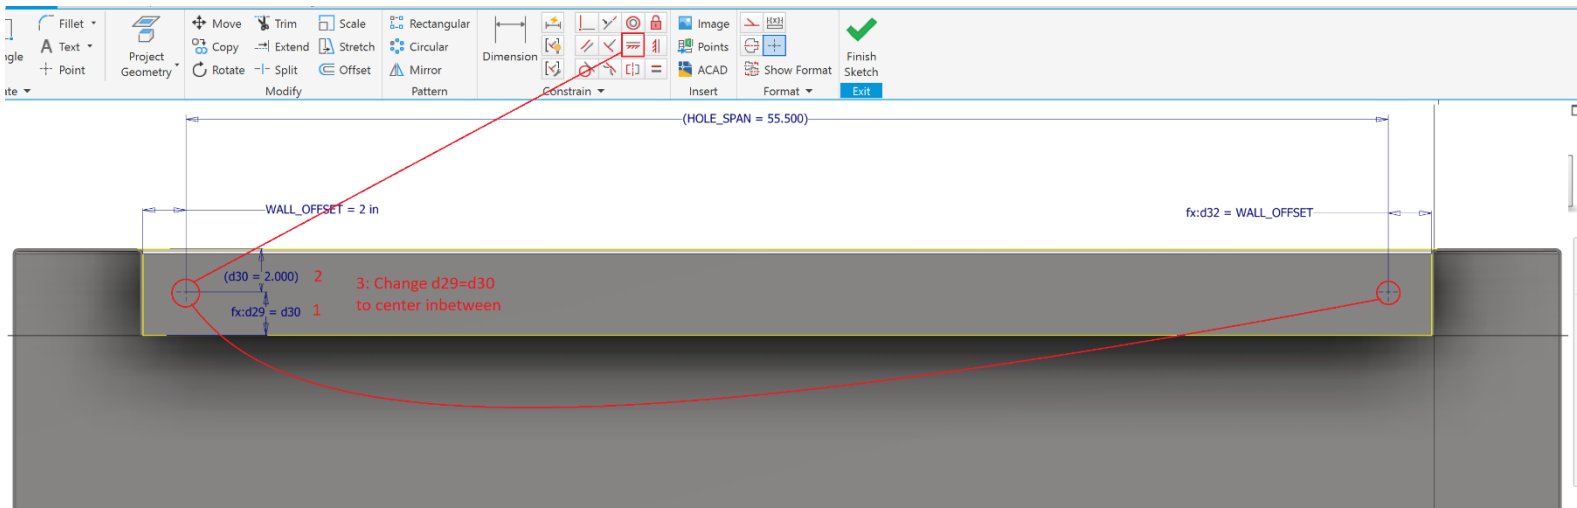 Fillet
Move
Trim
Scale
Rectangular
Image
ngle
A Text
Copy
Extend
Stretch
Circular
Points
Project
Geometry
Dimension
Finish
Sketch
Point
Rotate
Split
Offset
Mirror
ACAD
Show Format
ate
Modify
Pattern
Constrain
Insert
Format
Exit
(HOLE_SPAN = 55.500)
WALL_OFFSET = 2 in
fx:d32 = WALL_OFFSET
(d30 = 2.000) 2
3: Change d29=d30
to center inbetween
fx:d29 = d30 1